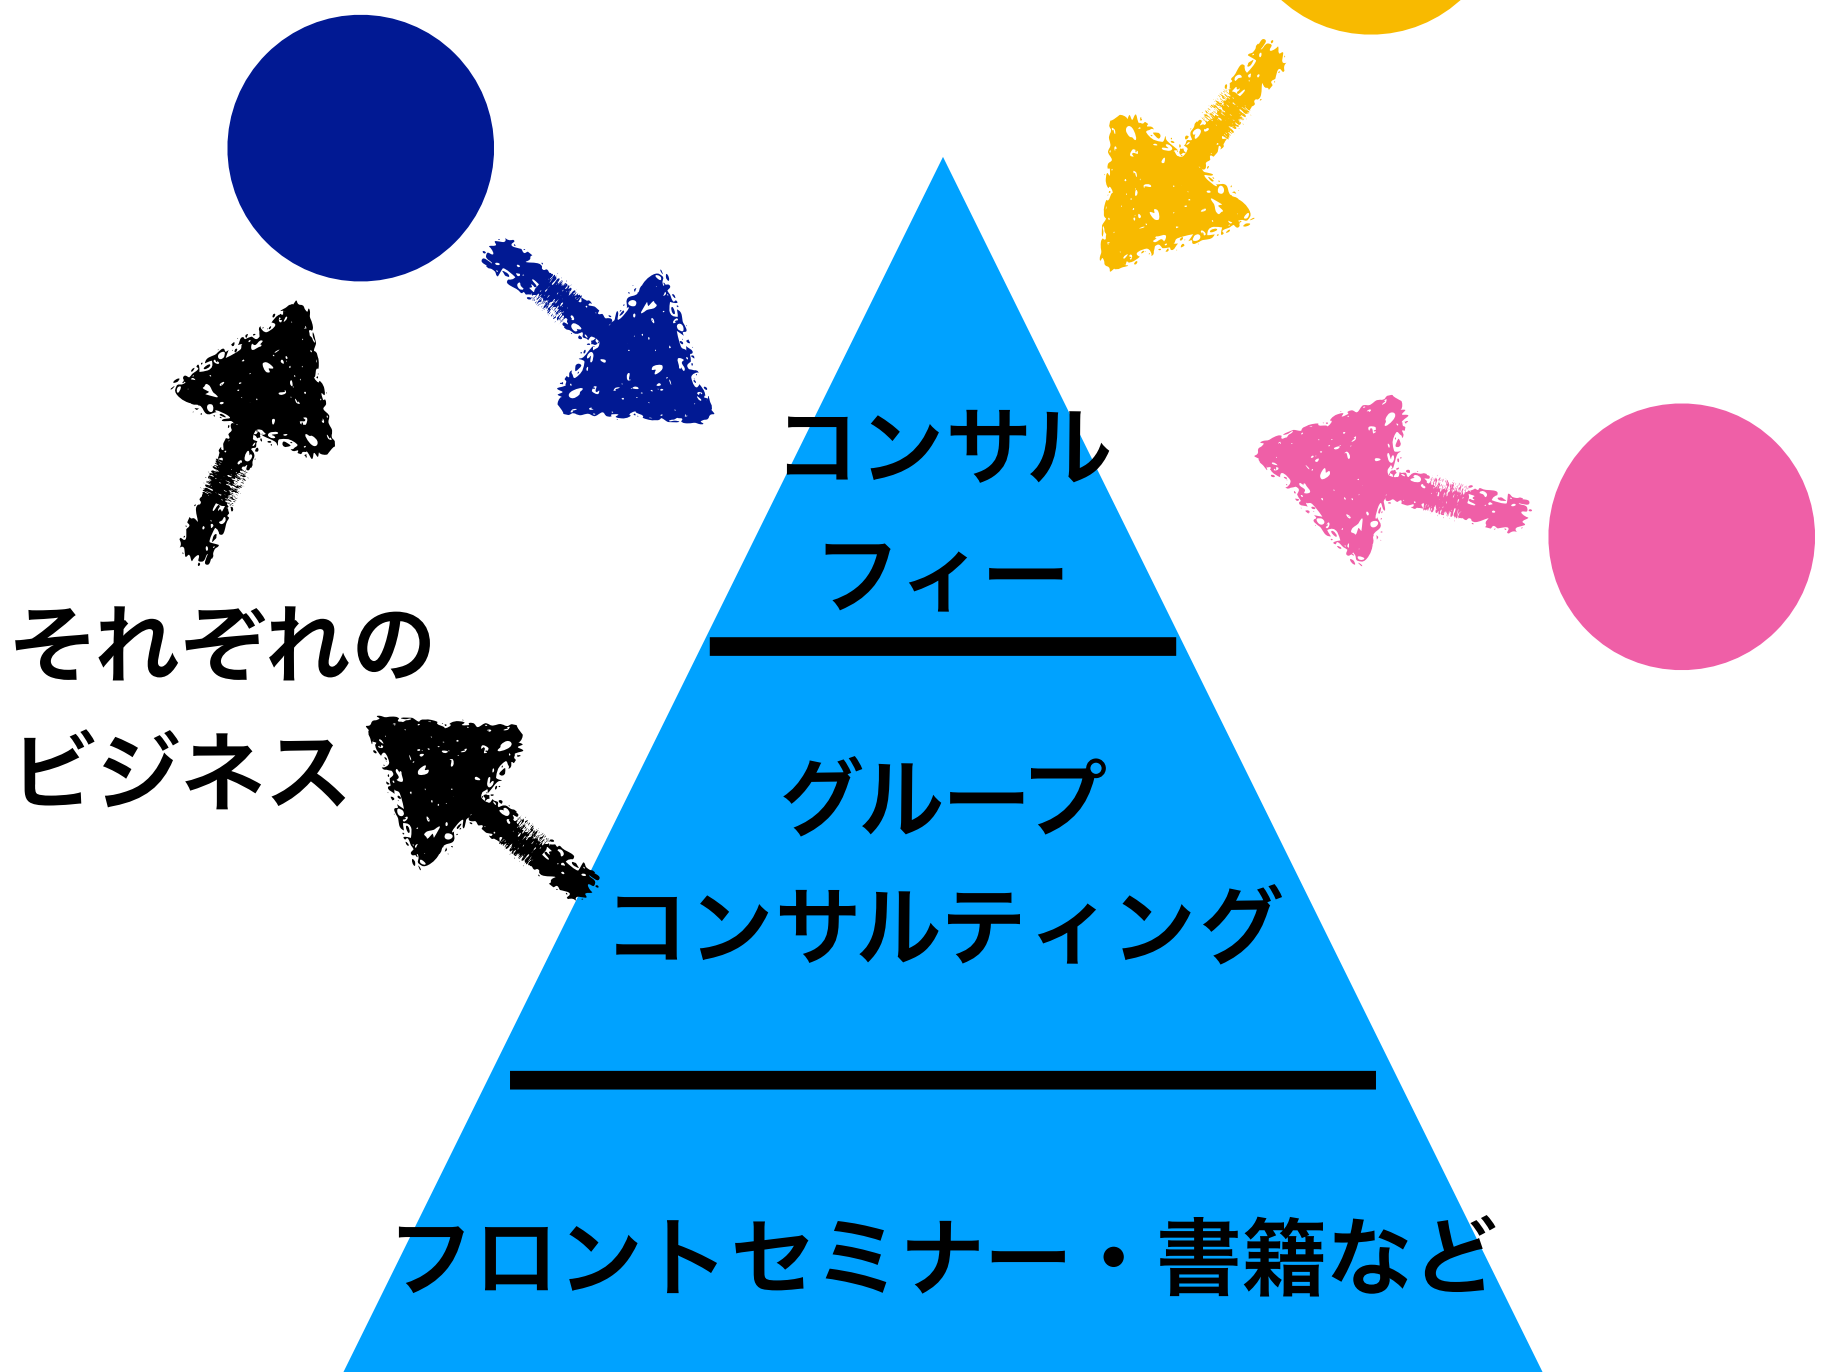 コンサル
フィー
それぞれの
ビジネス
グループ
コンサルティング
フロントセミナー・書籍など